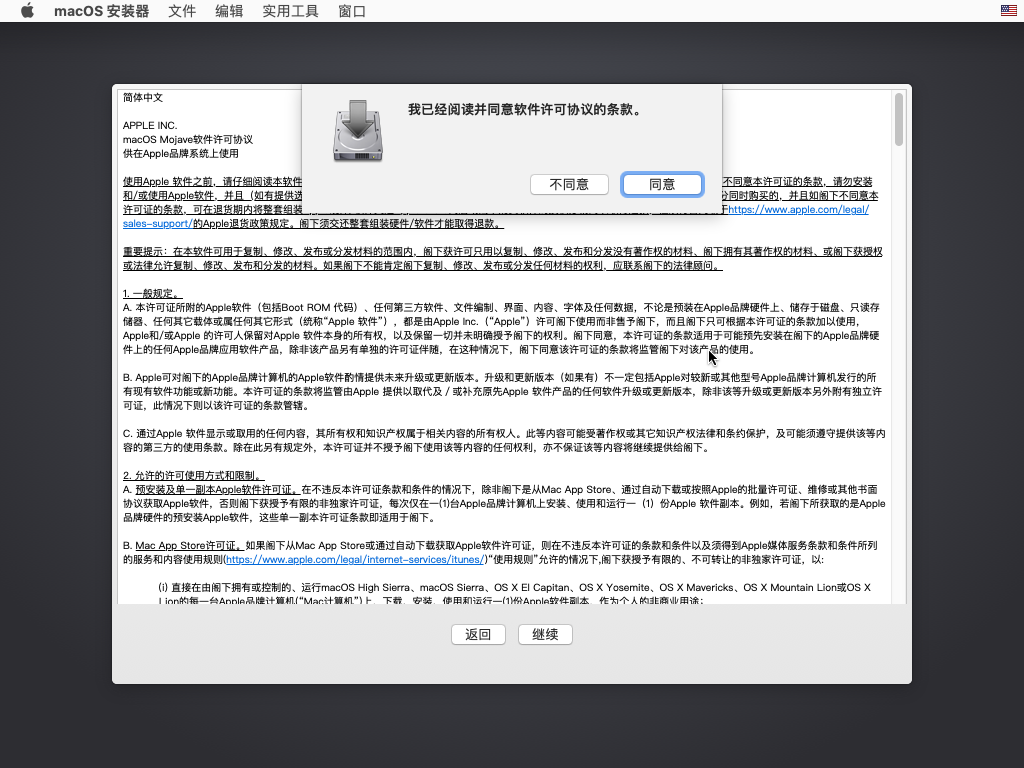 macOS 安装器 文件 编辑 实用工具 窗口
我已经阅读并同意软件许可协议的条款。
不同意 同意
简体中文
APPLE INC.
macOS Mojave软件许可协议
供在Apple品牌系统上使用
使用Apple 软件之前，请仔细阅读本软件 不同意本许可证的条款，请勿安装
和/或使用Apple软件，并且（如有提供选 分同时购买的，并且如阁下不同意本
许可证的条款，可在退货期内将整套组装 https://www.apple.com/legal/
sales-support/的Apple退货政策规定。阁下须交还整套组装硬件/软件才能取得退款。
重要提示：在本软件可用于复制、修改、发布或分发材料的范围内，阁下获许可只用以复制、修改、发布和分发没有著作权的材料、阁下拥有其著作权的材料、或阁下获授权
或法律允许复制、修改、发布和分发的材料。如果阁下不能肯定阁下复制、修改、发布或分发任何材料的权利，应联系阁下的法律顾问。
1. 一般规定。
A. 本许可证所附的Apple软件（包括Boot ROM 代码）、任何第三方软件、文件编制、界面、内容、字体及任何数据，不论是预装在Apple品牌硬件上、储存于磁盘、只读存
储器、任何其它载体或属任何其它形式（统称“Apple 软件”），都是由Apple Inc.（“Apple”）许可阁下使用而非售予阁下，而且阁下只可根据本许可证的条款加以使用，
Apple和/或Apple 的许可人保留对Apple 软件本身的所有权，以及保留一切并未明确授予阁下的权利。阁下同意，本许可证的条款适用于可能预先安装在阁下的Apple品牌硬
件上的任何Apple品牌应用软件产品，除非该产品另有单独的许可证伴随，在这种情况下，阁下同意该许可证的条款将监管阁下对该产品的使用。
B. Apple可对阁下的Apple品牌计算机的Apple软件酌情提供未来升级或更新版本。升级和更新版本（如果有）不一定包括Apple对较新或其他型号Apple品牌计算机发行的所
有现有软件功能或新功能。本许可证的条款将监管由Apple 提供以取代及 / 或补充原先Apple 软件产品的任何软件升级或更新版本，除非该等升级或更新版本另外附有独立许
可证，此情况下则以该许可证的条款管辖。
C. 通过Apple 软件显示或取用的任何内容，其所有权和知识产权属于相关内容的所有权人。此等内容可能受著作权或其它知识产权法律和条约保护，及可能须遵守提供该等内
容的第三方的使用条款。除在此另有规定外，本许可证并不授予阁下使用该等内容的任何权利，亦不保证该等内容将继续提供给阁下。
2. 允许的许可使用方式和限制。
A. 预安装及单一副本Apple软件许可证。在不违反本许可证条款和条件的情况下，除非阁下是从Mac App Store、通过自动下载或按照Apple的批量许可证、维修或其他书面
协议获取Apple软件，否则阁下获授予有限的非独家许可证，每次仅在一(1)台Apple品牌计算机上安装、使用和运行一（1）份Apple 软件副本。例如，若阁下所获取的是Apple
品牌硬件的预安装Apple软件，这些单一副本许可证条款即适用于阁下。
B. Mac App Store许可证。如果阁下从Mac App Store或通过自动下载获取Apple软件许可证，则在不违反本许可证的条款和条件以及须得到Apple媒体服务条款和条件所列
的服务和内容使用规则(https://www.apple.com/legal/internet-services/itunes/)“使用规则”允许的情况下,阁下获授予有限的、不可转让的非独家许可证，以:
(i) 直接在由阁下拥有或控制的、运行macOS High Sierra、macOS Sierra、OS X El Capitan、OS X Yosemite、OS X Mavericks、OS X Mountain Lion或OS X
Lion的每一台Apple品牌计算机(“Mac计算机”)上，下载、安装、使用和运行一(1)份Apple软件副本，作为个人的非商业用途；
返回 继续